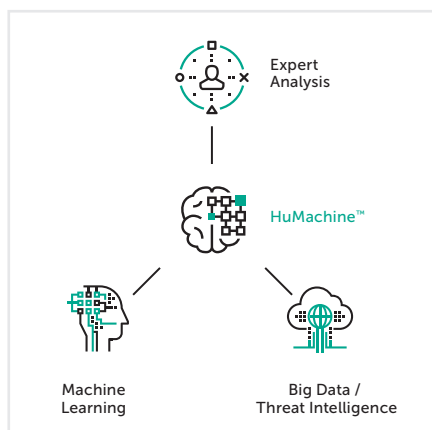 Expert
Analysis
HuMachine™
Machine
Learning
Big Data /
Threat Intelligence